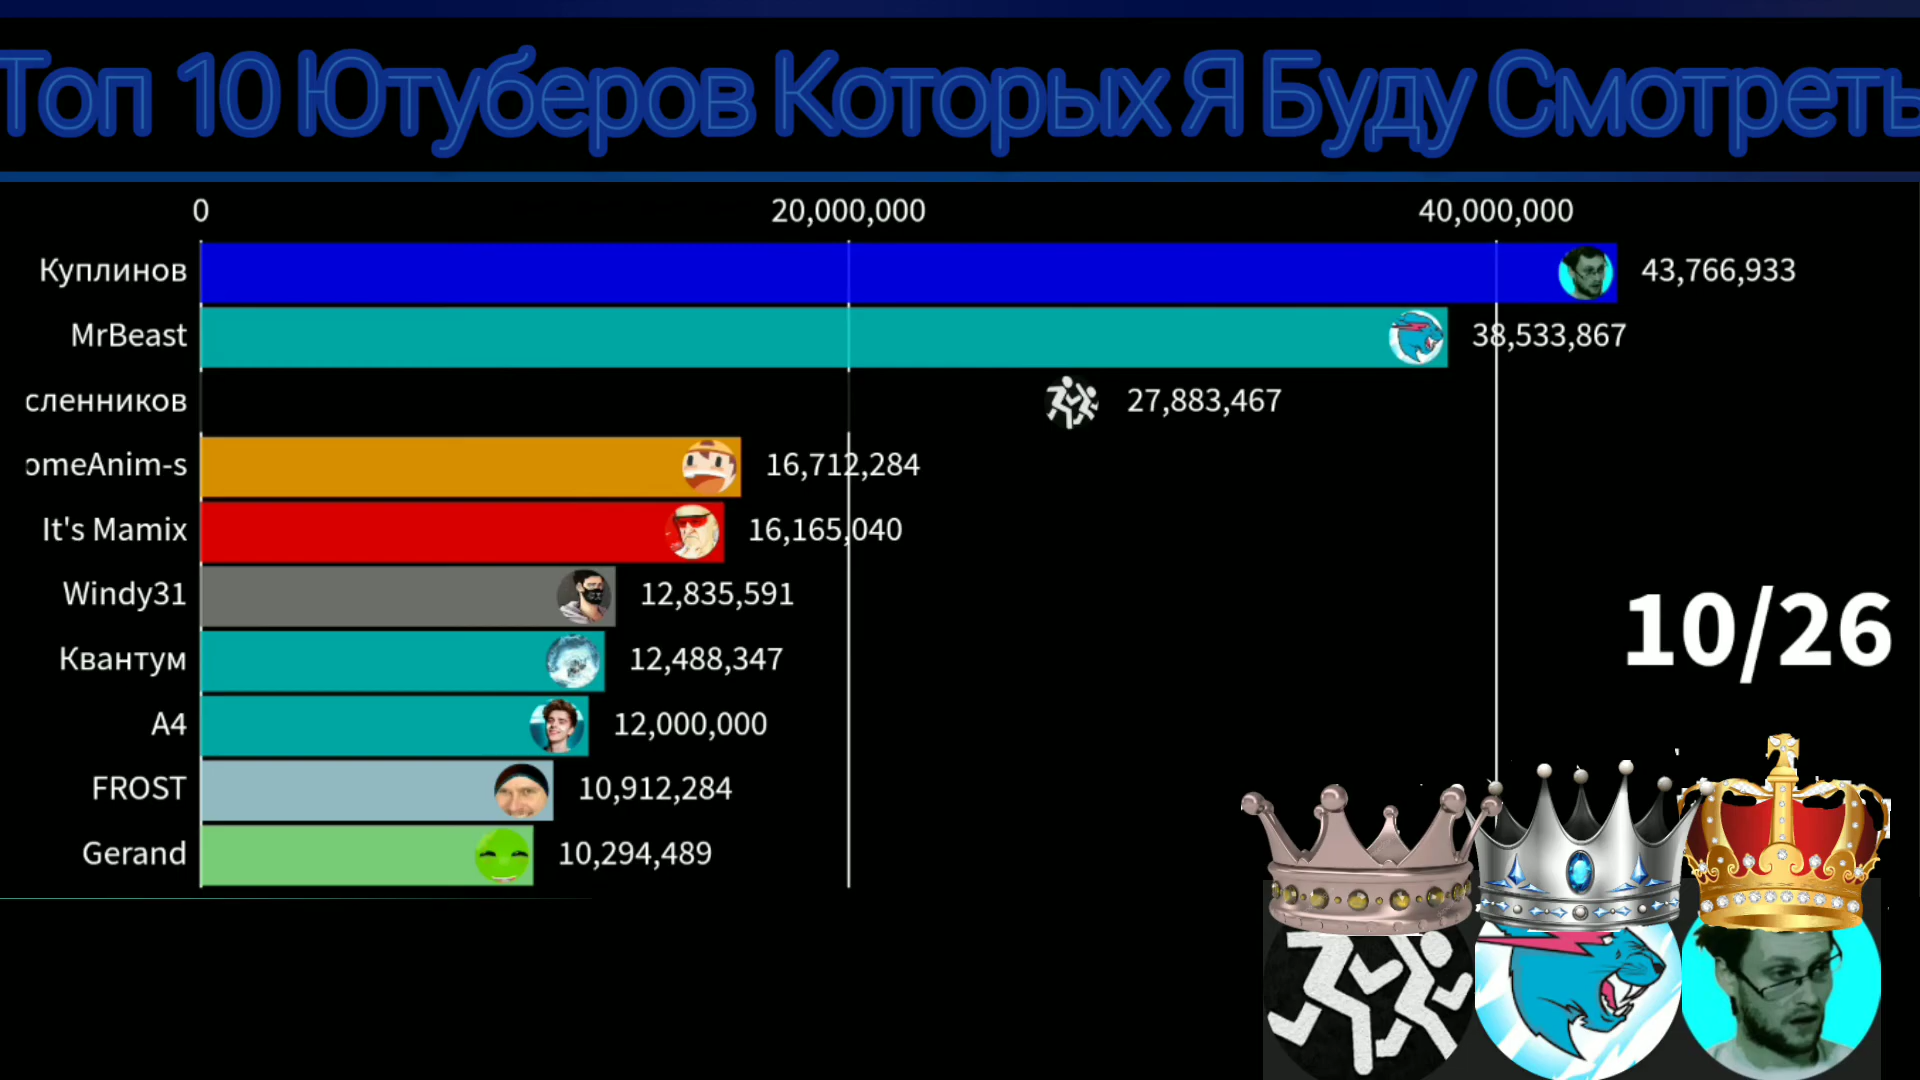 Топ 10 Ютуберов Которых Я Буду Смотреть
0 20,000,000 40,000,000
Куплинов 43,766,933
MrBeast 38,533,867
сленников 27,883,467
omeAnim-s 16,712,284
It's Mamix 16,165,040
Windy31 12,835,591
Квантум 12,488,347
10/26
A4 12,000,000
FROST 10,912,284
Gerand 10,294,489